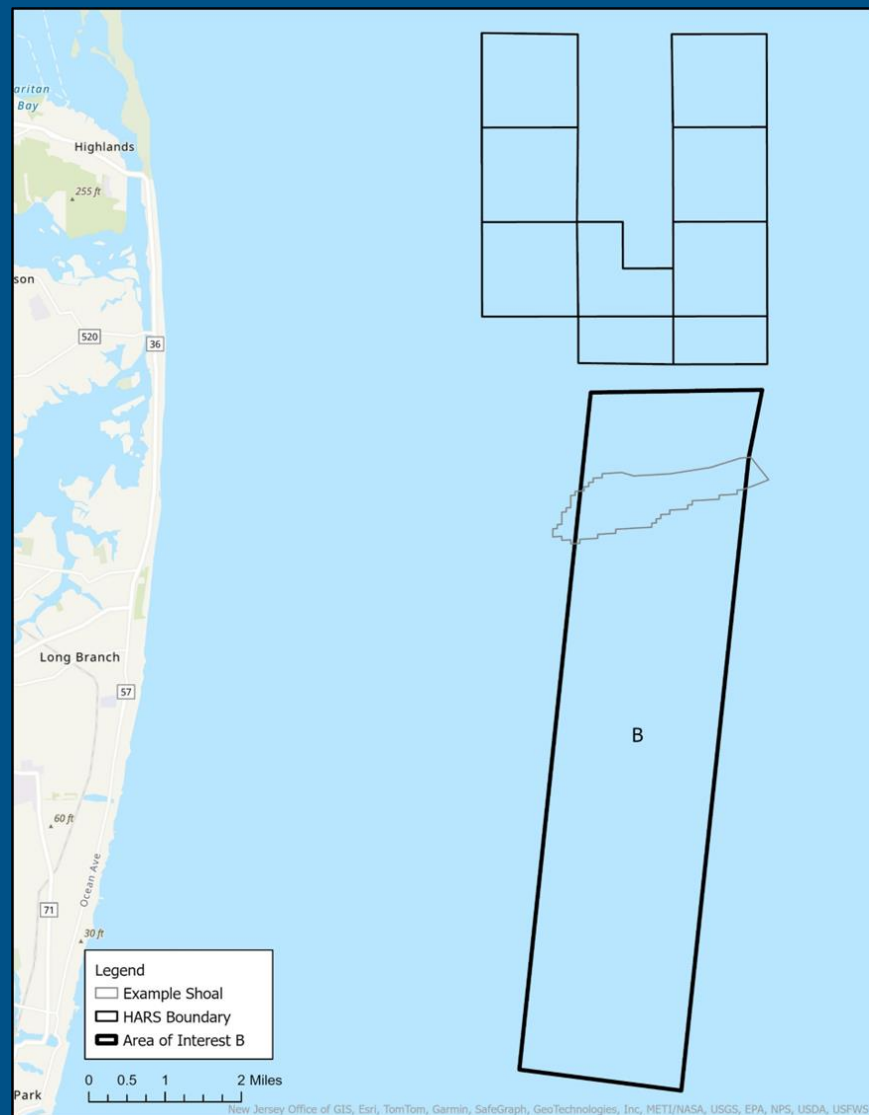 aritan
Bay
Highlands
255 ft
son
520
36
Long Branch
57
B
60 ft
Ocean Ave
71
30 ft
Legend
Example Shoal
HARS Boundary
Area of Interest B
0 0.5 1 2 Miles
Park
New Jersey Office of GIS, Esri, TomTom, Garmin, SafeGraph, GeoTechnologies, Inc, METI/NASA, USGS, EPA, NPS, USDA, USFWS